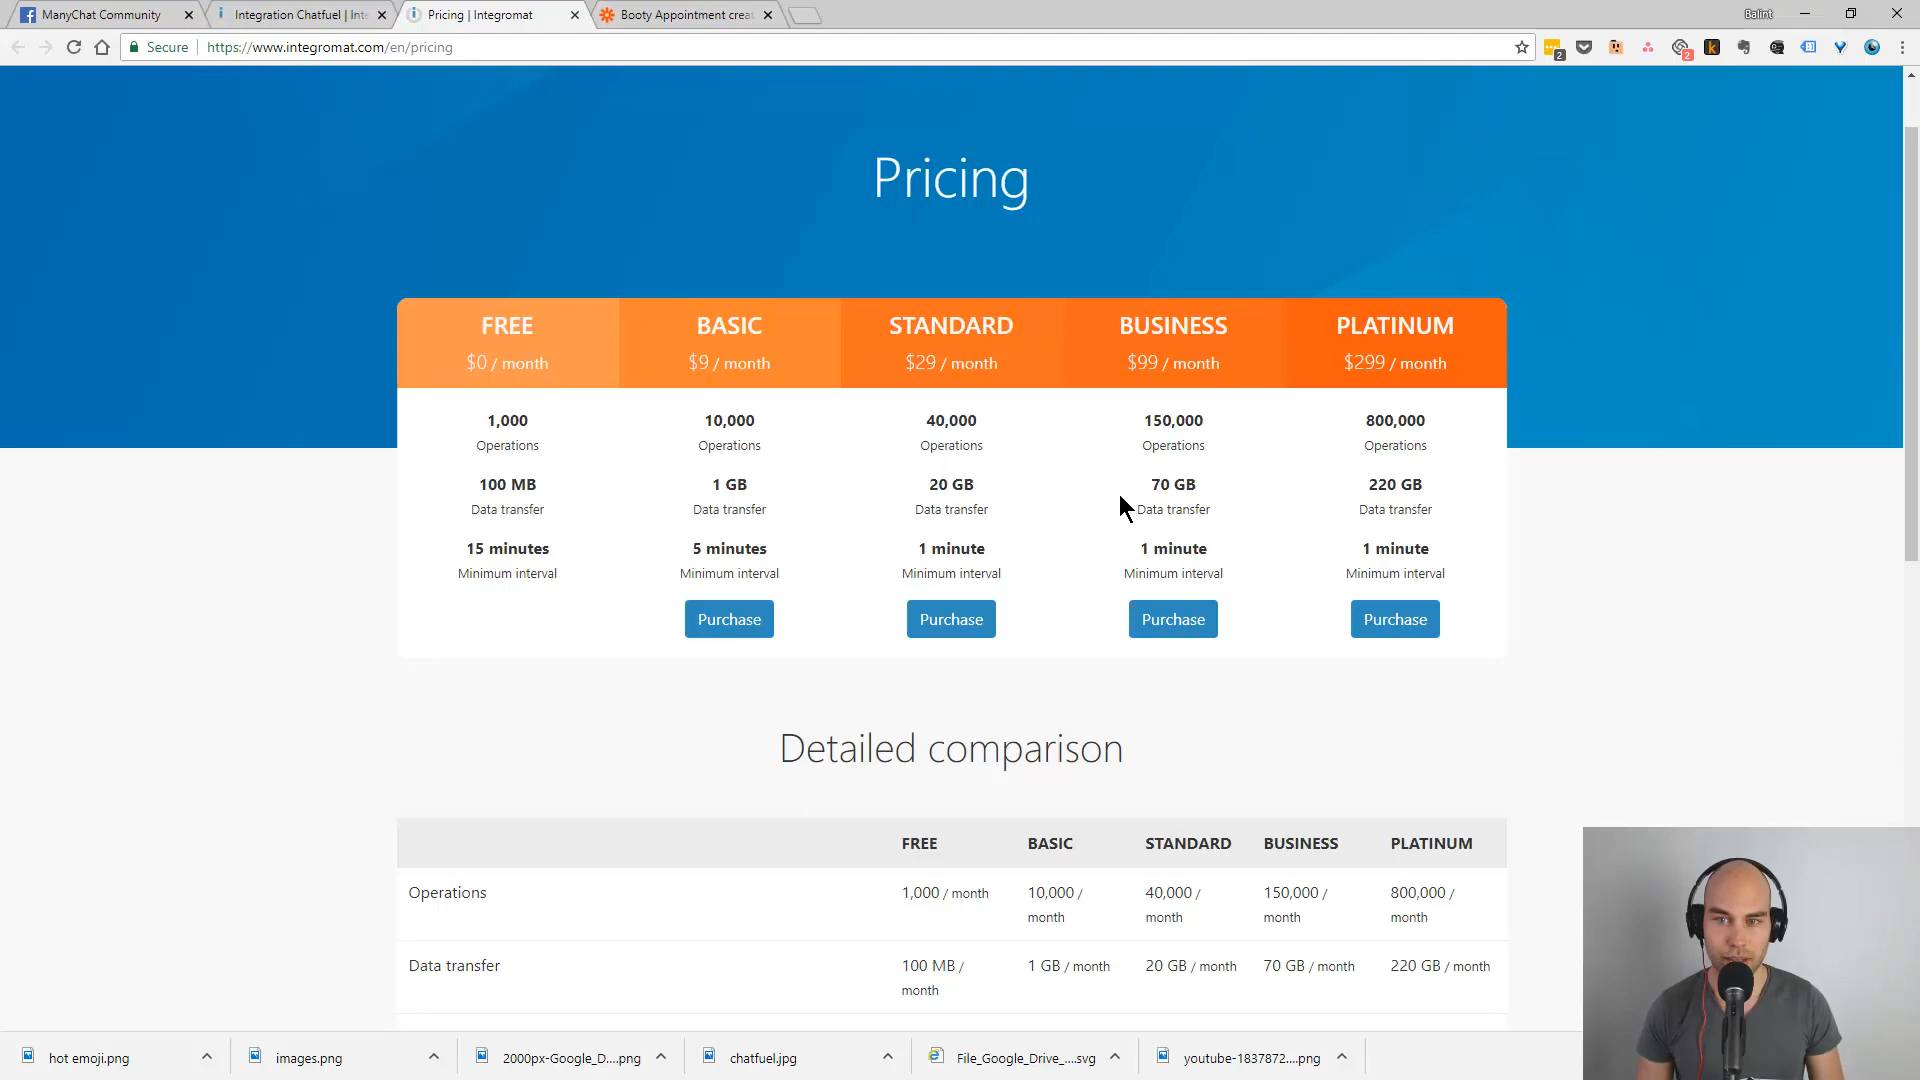 ManyChat Community
Integration Chatfuel | Inte
Pricing | Integromat
Booty Appointment creat
Balint
Secure
https://www.integromat.com/en/pricing
2
2
k
Pricing
FREE
BASIC
STANDARD
BUSINESS
PLATINUM
$0 / month
$9 / month
$29 / month
$99 / month
$299 / month
1,000
10,000
40,000
150,000
800,000
Operations
Operations
Operations
Operations
Operations
100 MB
1 GB
20 GB
70 GB
220 GB
Data transfer
Data transfer
Data transfer
Data transfer
Data transfer
15 minutes
5 minutes
1 minute
1 minute
1 minute
Minimum interval
Minimum interval
Minimum interval
Minimum interval
Minimum interval
Purchase
Purchase
Purchase
Purchase
Detailed comparison
FREE
BASIC
STANDARD
BUSINESS
PLATINUM
Operations
1,000 / month
10,000 /
month
40,000 /
month
150,000 /
month
800,000 /
month
Data transfer
100 MB /
month
1 GB / month
20 GB / month
70 GB / month
220 GB / month
hot emoji.png
images.png
2000px-Google_D....png
chatfuel.jpg
File_Google_Drive_....svg
youtube-1837872....png